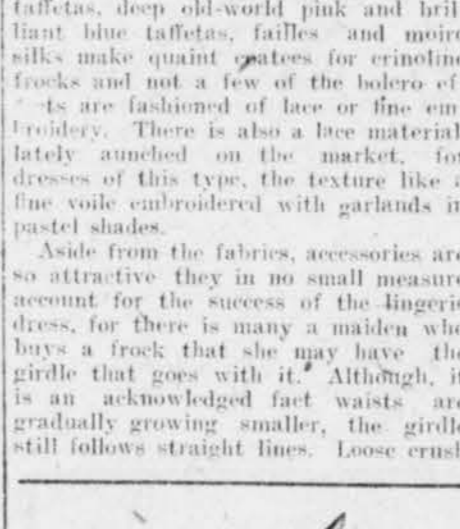 taffetas, deep old-world pink and bril
liant blue taffetas, failles and moire
silks make quaint coatees for crinoline
frocks and not a few of the bolero ef
ts are fashioned of lace or fine em
broidery. There is also a lace material
lately aunched on the market, for
dresses of this type, the texture like a
fine voile embroidered with garlands in
pastel shades.
Aside from the fabrics, accessories are
so attractive they in no small measure
account for the success of the lingerie
dress, for there is many a maiden who
buys a frock that she may have the
girdle that goes with it. Although, it
is an acknowledged fact waists are
gradually growing smaller, the girdle
still follows straight lines. Loose crush